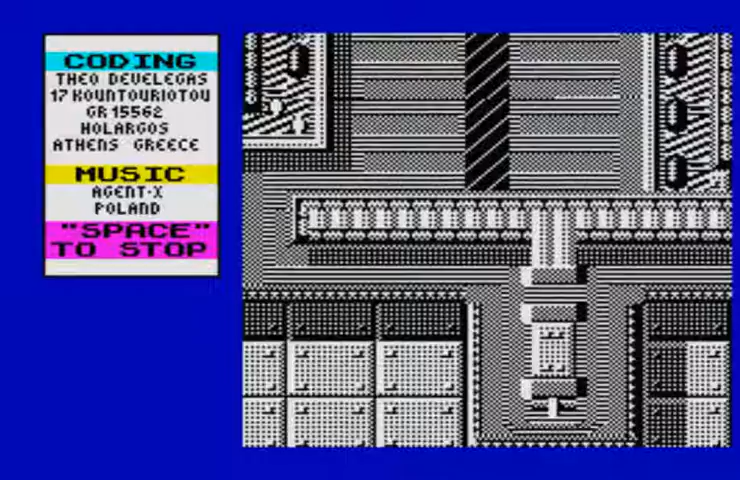 CODING
THEO DEVELEGAS
17 KOUNTOURIOTOU
GR 15562
HOLARGOS
ATHENS GREECE
MUSIC
AGENT-X
POLAND
"SPACE"
TO STOP